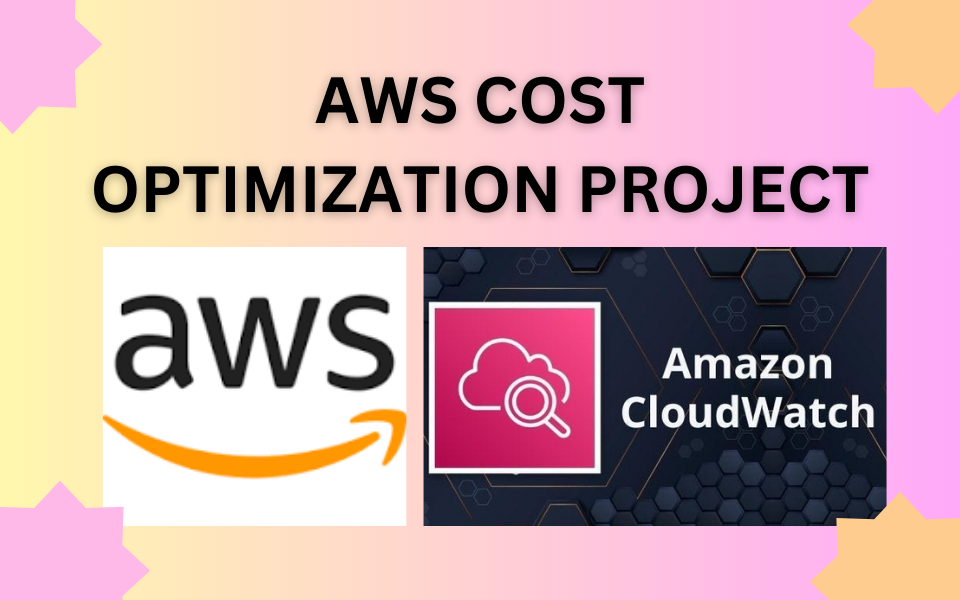 AWS COST
OPTIMIZATION PROJECT
aws
Amazon
CloudWatch